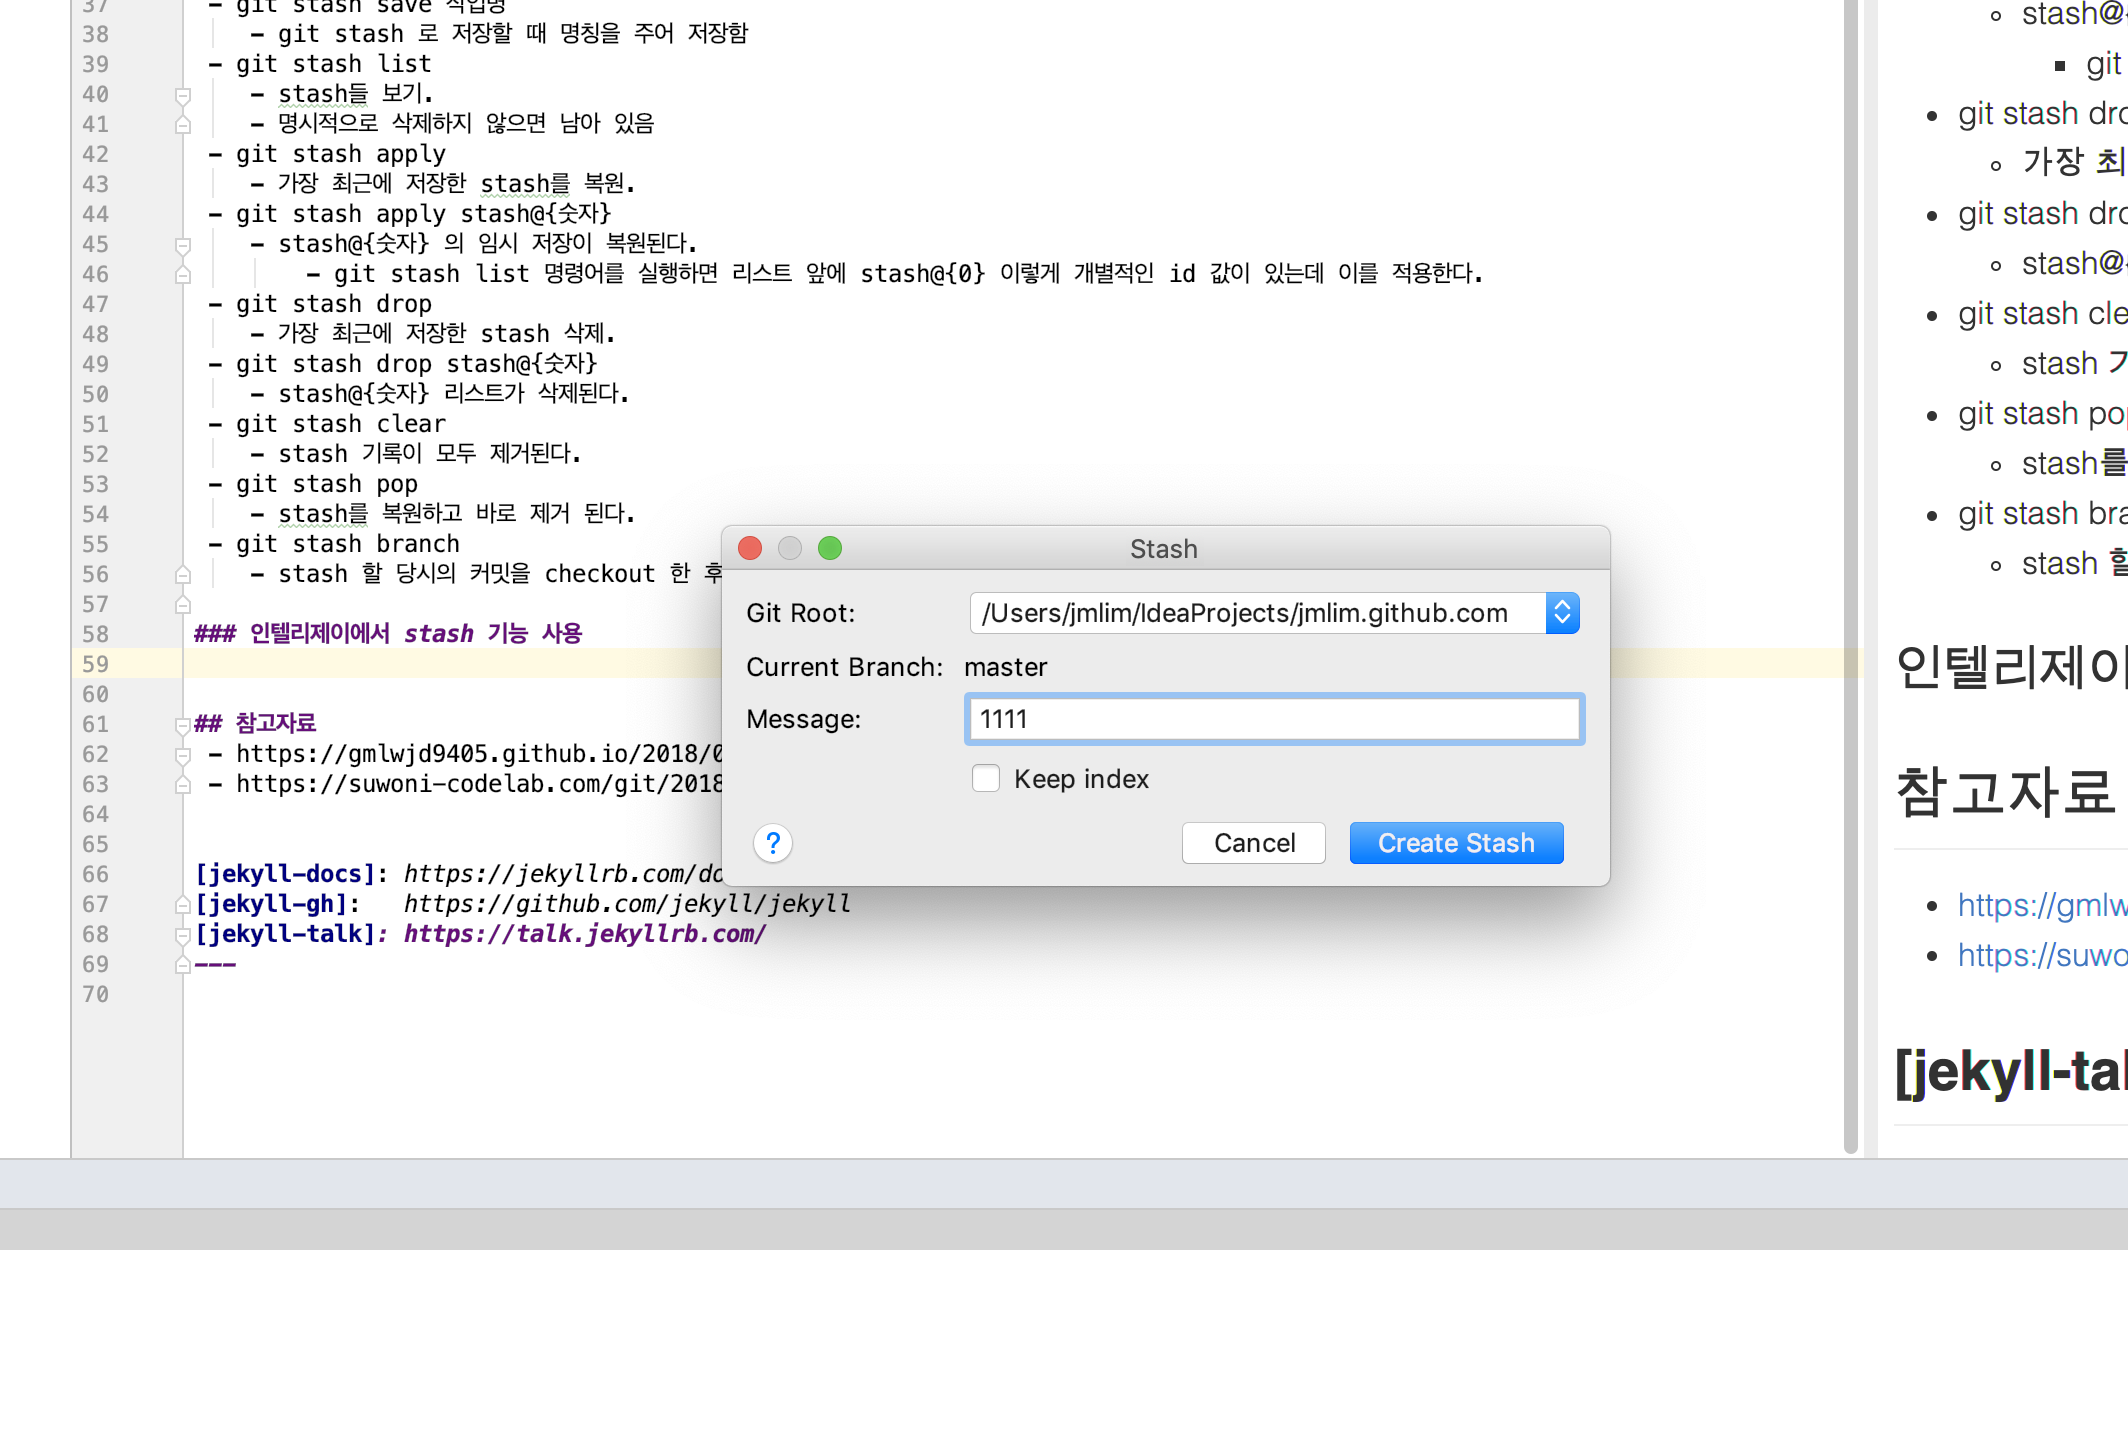 37 - git stash save 작업명
38 - git stash 로 저장할 때 명칭을 주어 저장함
39 - git stash list
40 - stash들 보기.
41 - 명시적으로 삭제하지 않으면 남아 있음
42 - git stash apply
43 - 가장 최근에 저장한 stash를 복원.
44 - git stash apply stash@{숫자}
45 - stash@{숫자} 의 임시 저장이 복원된다.
46 - git stash list 명령어를 실행하면 리스트 앞에 stash@{0} 이렇게 개별적인 id 값이 있는데 이를 적용한다.
47 - git stash drop
48 - 가장 최근에 저장한 stash 삭제.
49 - git stash drop stash@{숫자}
50 - stash@{숫자} 리스트가 삭제된다.
51 - git stash clear
52 - stash 기록이 모두 제거된다.
53 - git stash pop
54 - stash를 복원하고 바로 제거 된다.
55 - git stash branch
56 - stash 할 당시의 커밋을 checkout 한 후
57
58 ### 인텔리제이에서 stash 기능 사용
59
60
61 ## 참고자료
62 - https://gmlwjd9405.github.io/2018/0
63 - https://suwoni-codelab.com/git/2018
64
65
66 [jekyll-docs]: https://jekyllrb.com/do
67 [jekyll-gh]: https://github.com/jekyll/jekyll
68 [jekyll-talk]: https://talk.jekyllrb.com/
69 ---
70
Stash
Git Root: /Users/jmlim/IdeaProjects/jmlim.github.com
Current Branch: master
Message: 1111
Keep index
?
Cancel
Create Stash
stash@
git
git stash dro
가장 최
git stash dro
stash@
git stash cle
stash
git stash pop
stash를
git stash bra
stash 할
인텔리제이
참고자료
https://gmlw
https://suwo
[jekyll-tal